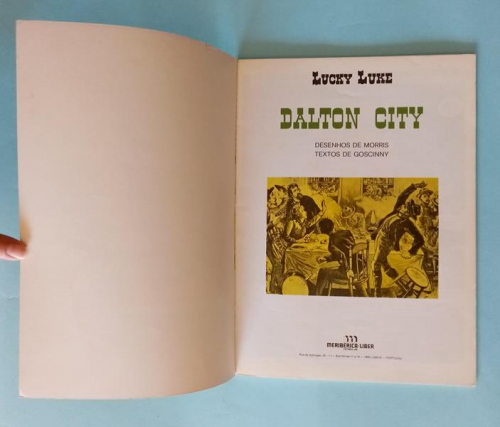 LUCKY LUKE
DALTON CITY
DESENHOS DE MORRIS
TEXTOS DE GOSCINNY
MERIBÉRICA/LIBER